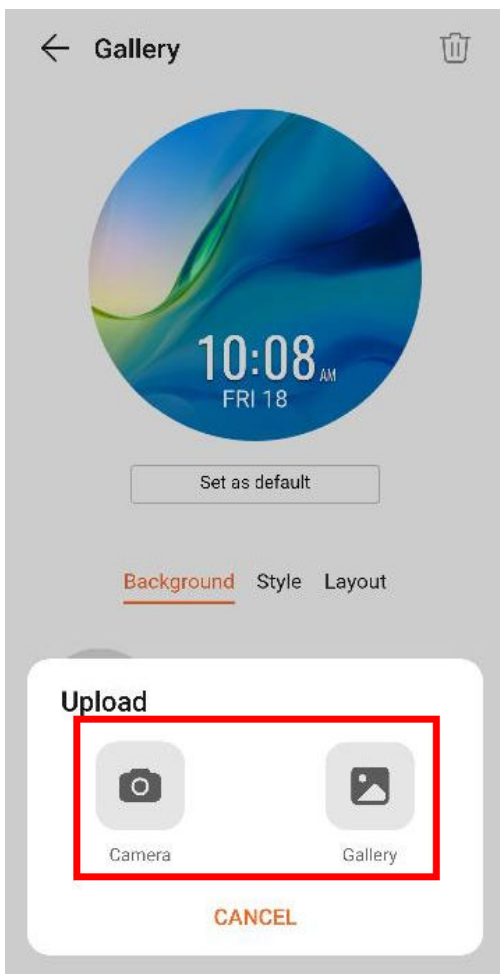 Gallery
10:08 AM
FRI 18
Set as default
Background Style Layout
Upload
Camera Gallery
CANCEL